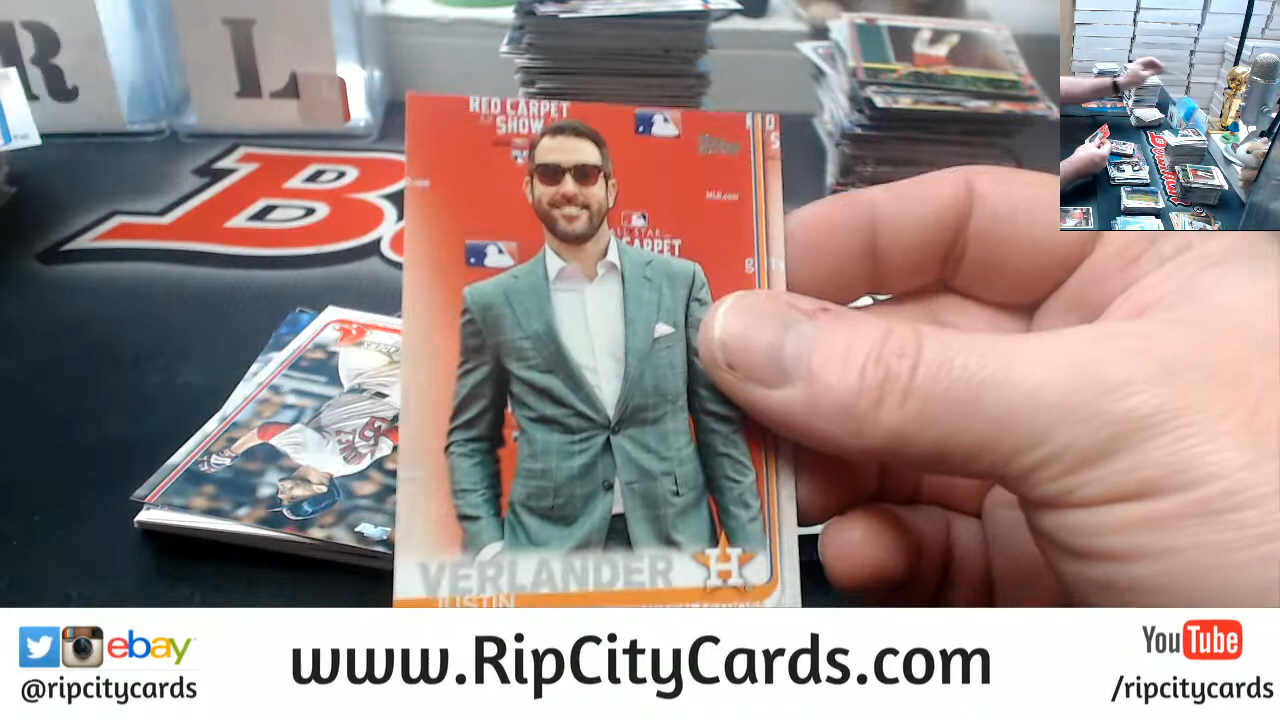 R L
RED CARPET
SHOW
MLB.com
ALL STAR
CARPET
B
VERLANDER
H
JUSTIN
ebay
@ripcitycards
www.RipCityCards.com
YouTube
/ripcitycards